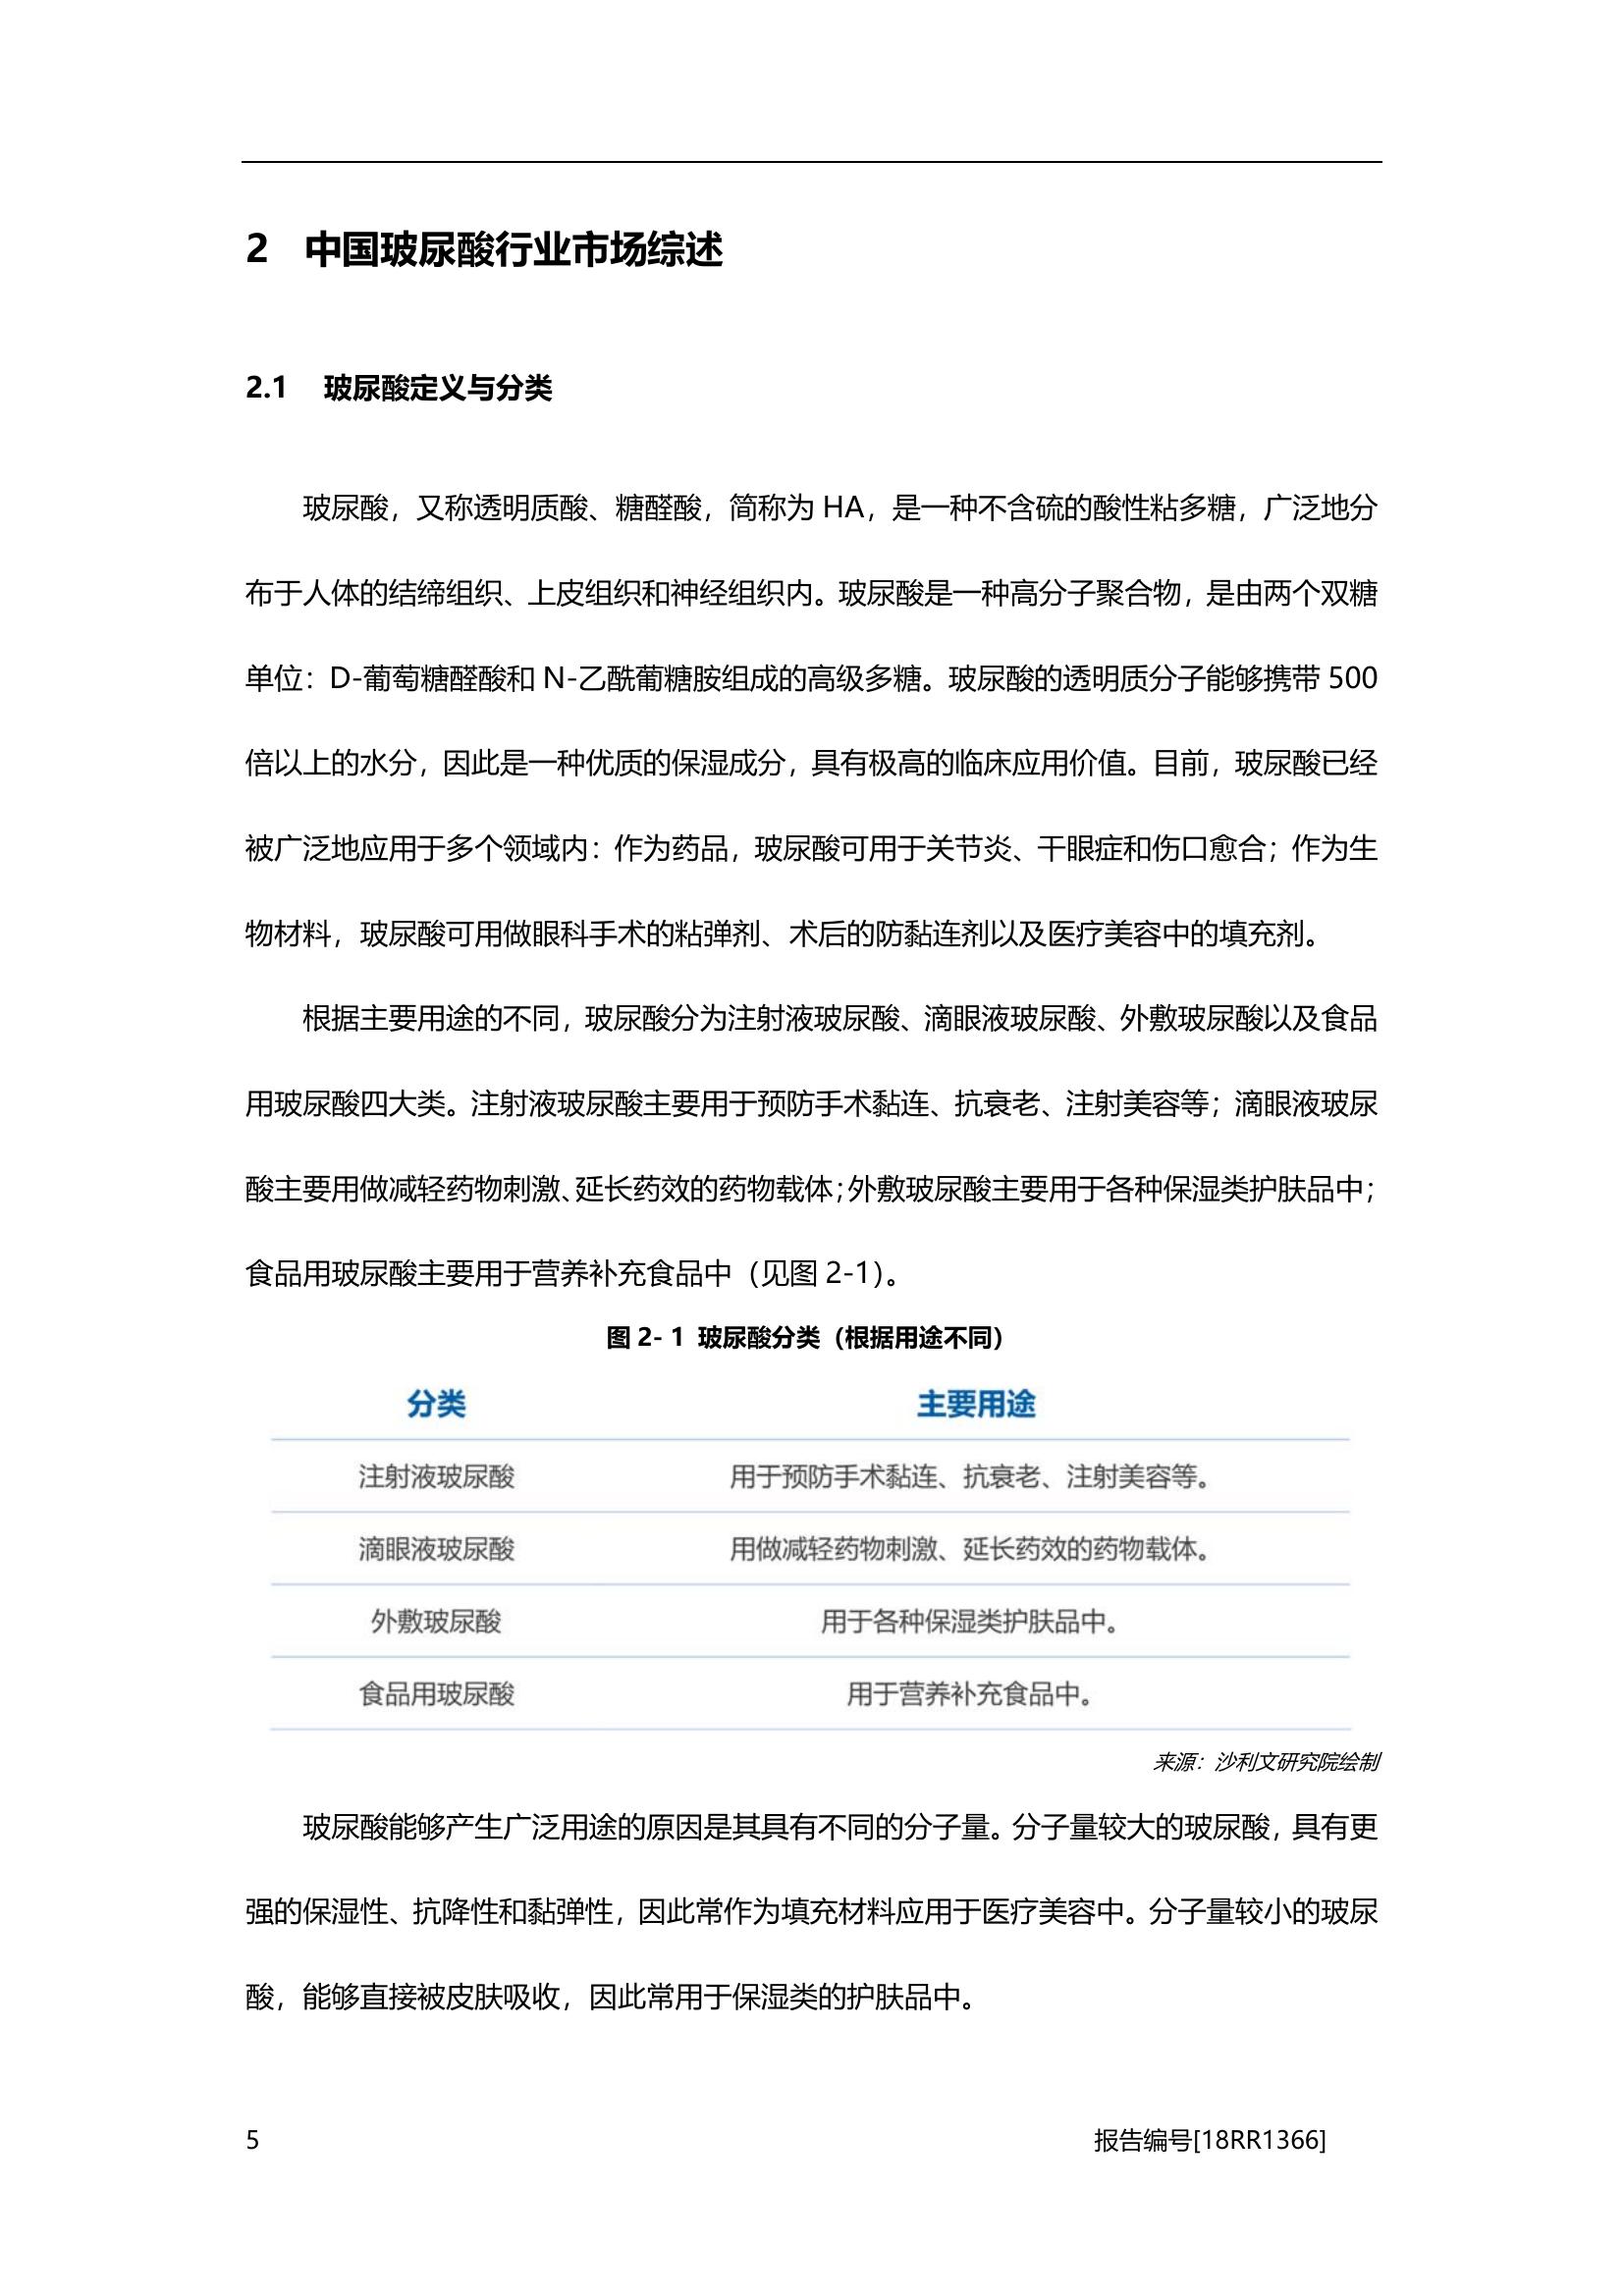 2 中国玻尿酸行业市场综述
2.1 玻尿酸定义与分类
玻尿酸，又称透明质酸、糖醛酸，简称为 HA，是一种不含硫的酸性粘多糖，广泛地分
布于人体的结缔组织、上皮组织和神经组织内。玻尿酸是一种高分子聚合物，是由两个双糖
单位：D-葡萄糖醛酸和 N-乙酰葡糖胺组成的高级多糖。玻尿酸的透明质分子能够携带 500
倍以上的水分，因此是一种优质的保湿成分，具有极高的临床应用价值。目前，玻尿酸已经
被广泛地应用于多个领域内：作为药品，玻尿酸可用于关节炎、干眼症和伤口愈合；作为生
物材料，玻尿酸可用做眼科手术的粘弹剂、术后的防黏连剂以及医疗美容中的填充剂。
根据主要用途的不同，玻尿酸分为注射液玻尿酸、滴眼液玻尿酸、外敷玻尿酸以及食品
用玻尿酸四大类。注射液玻尿酸主要用于预防手术黏连、抗衰老、注射美容等；滴眼液玻尿
酸主要用做减轻药物刺激、延长药效的药物载体；外敷玻尿酸主要用于各种保湿类护肤品中；
食品用玻尿酸主要用于营养补充食品中（见图 2-1）。
图 2- 1 玻尿酸分类（根据用途不同）
分类 主要用途
注射液玻尿酸 用于预防手术黏连、抗衰老、注射美容等。
滴眼液玻尿酸 用做减轻药物刺激、延长药效的药物载体。
外敷玻尿酸 用于各种保湿类护肤品中。
食品用玻尿酸 用于营养补充食品中。
来源：沙利文研究院绘制
玻尿酸能够产生广泛用途的原因是其具有不同的分子量。分子量较大的玻尿酸，具有更
强的保湿性、抗降性和黏弹性，因此常作为填充材料应用于医疗美容中。分子量较小的玻尿
酸，能够直接被皮肤吸收，因此常用于保湿类的护肤品中。
5 报告编号[18RR1366]